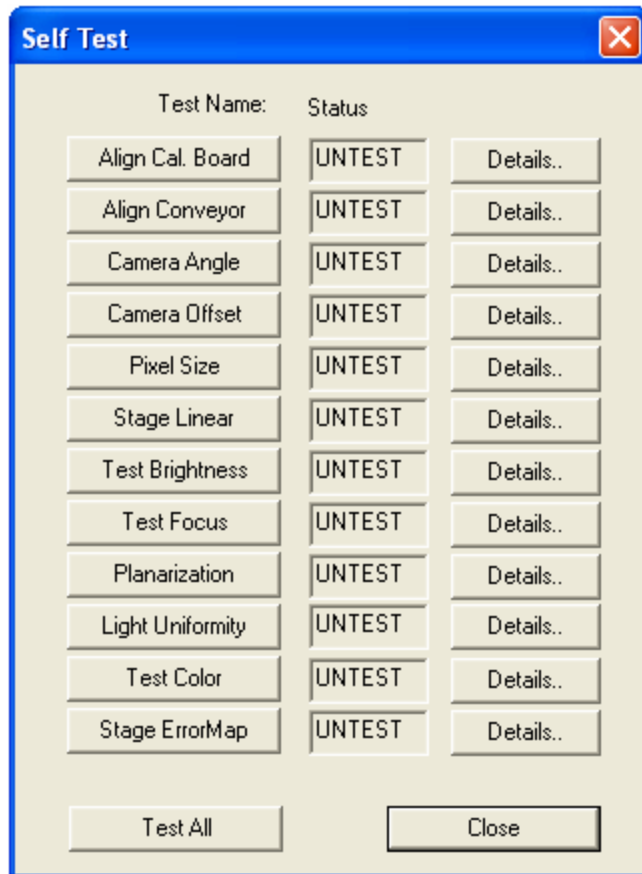 Self Test
Test Name: Status
Align Cal. Board UNTEST Details..
Align Conveyor UNTEST Details..
Camera Angle UNTEST Details..
Camera Offset UNTEST Details..
Pixel Size UNTEST Details..
Stage Linear UNTEST Details..
Test Brightness UNTEST Details..
Test Focus UNTEST Details..
Planarization UNTEST Details..
Light Uniformity UNTEST Details..
Test Color UNTEST Details..
Stage ErrorMap UNTEST Details..
Test All Close